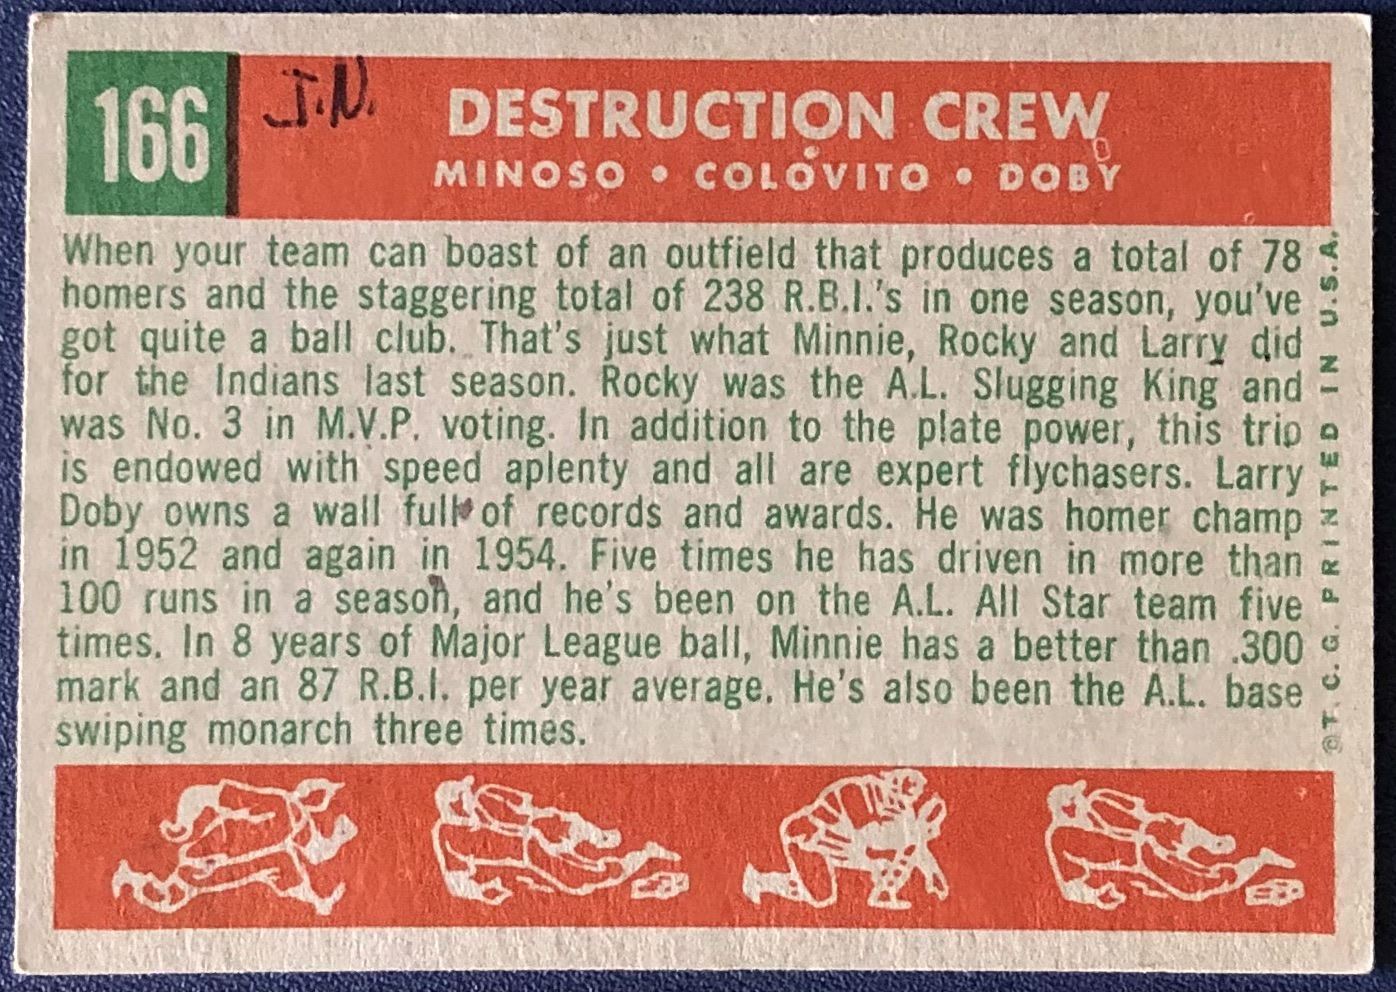 166
J.N.
DESTRUCTION CREW
MINOSO • COLOVITO • DOBY
When your team can boast of an outfield that produces a total of 78
homers and the staggering total of 238 R.B.I.'s in one season, you've
got quite a ball club. That's just what Minnie, Rocky and Larry did
for the Indians last season. Rocky was the A.L. Slugging King and
was No. 3 in M.V.P. voting. In addition to the plate power, this trio
is endowed with speed aplenty and all are expert flychasers. Larry
Doby owns a wall full of records and awards. He was homer champ
in 1952 and again in 1954. Five times he has driven in more than
100 runs in a season, and he's been on the A.L. All Star team five
times. In 8 years of Major League ball, Minnie has a better than .300
mark and an 87 R.B.I. per year average. He's also been the A.L. base
swiping monarch three times.
©T. C. G. PRINTED IN U.S.A.